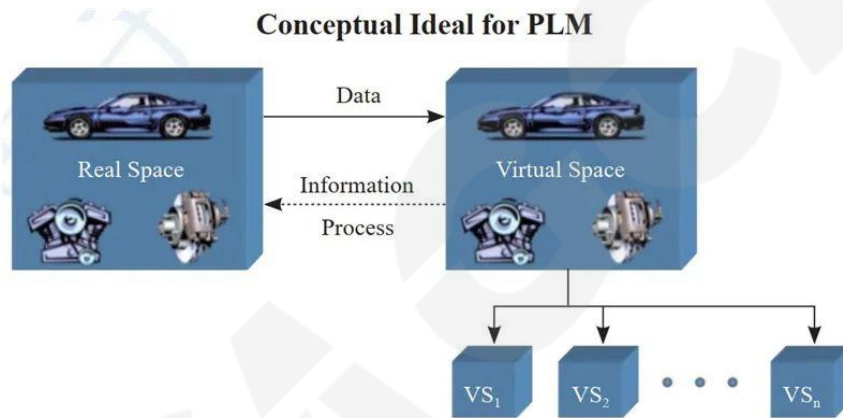 Conceptual Ideal for PLM
Data
Real Space
Virtual Space
Information
Process
VS₁
VS₂
VSₙ